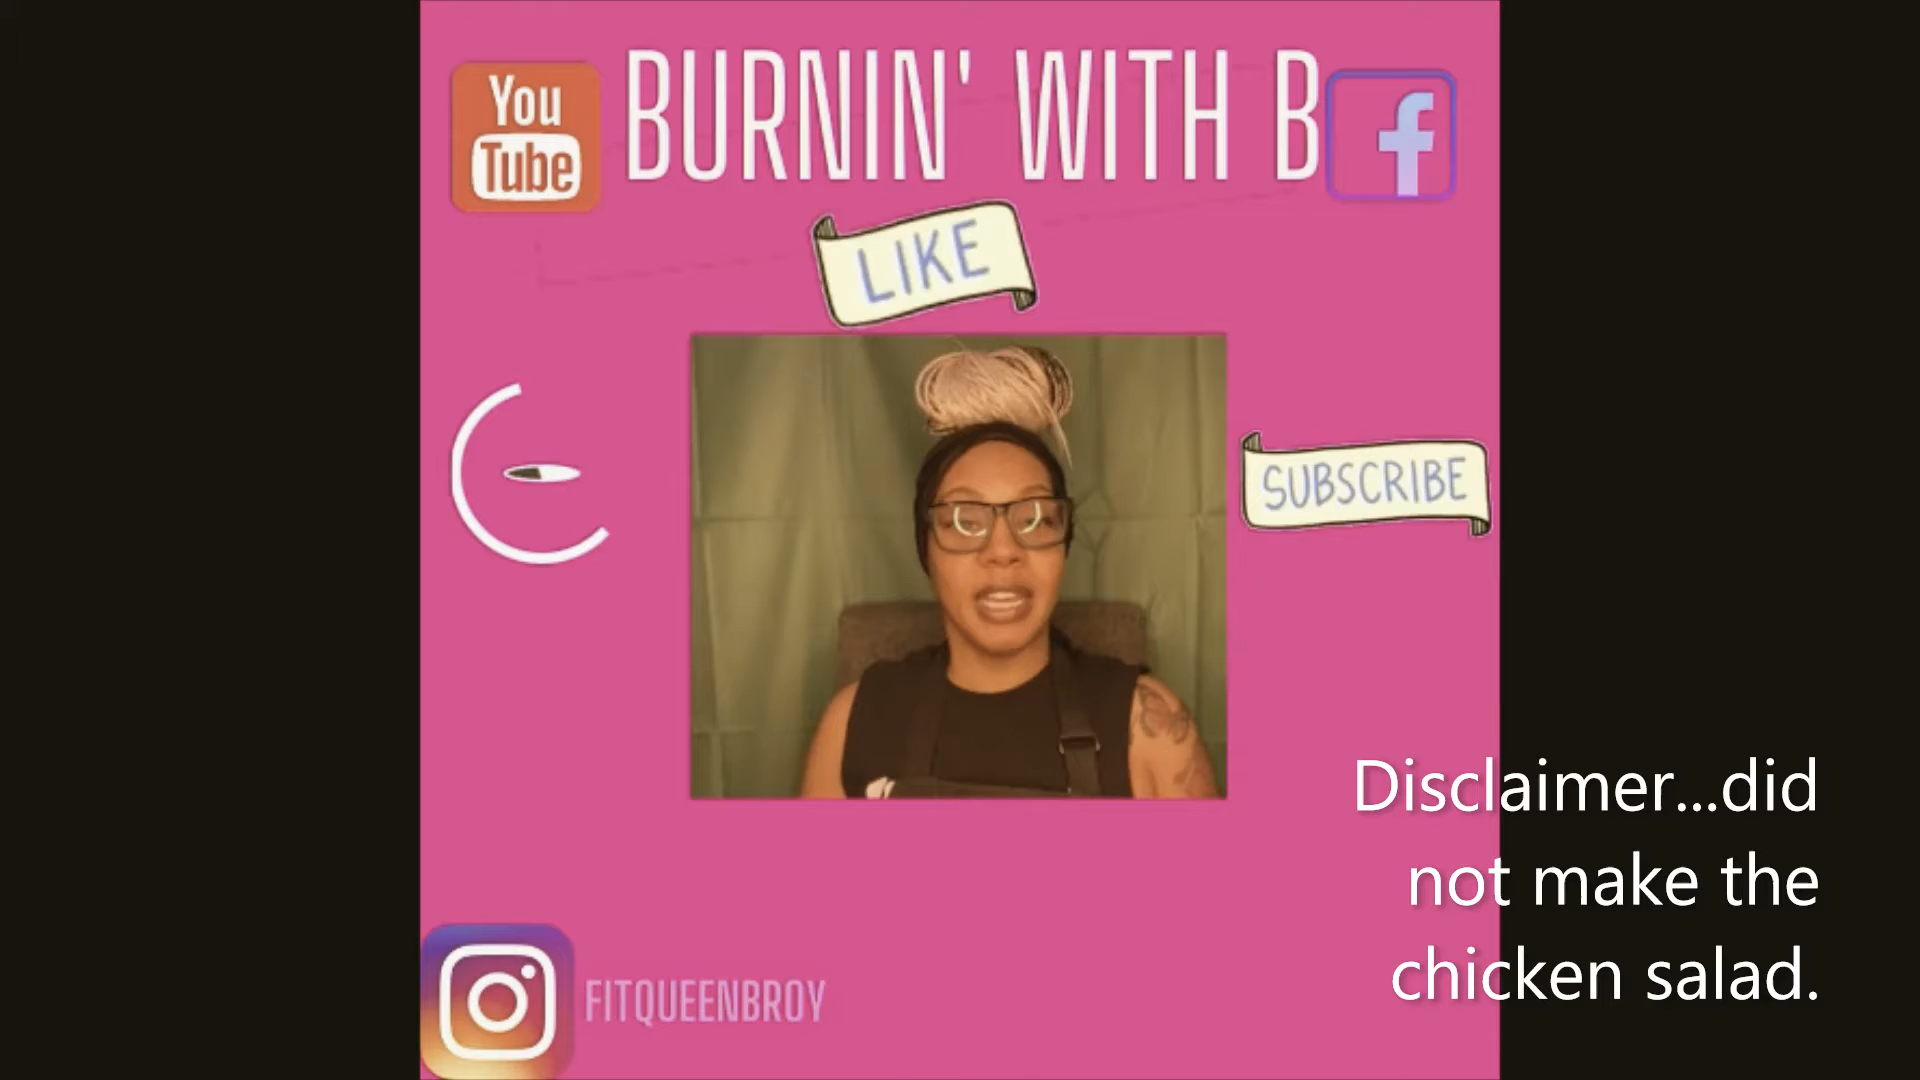 You
Tube
BURNIN' WITH B
f
LIKE
SUBSCRIBE
Disclaimer...did
not make the
chicken salad.
FITQUEENBROY